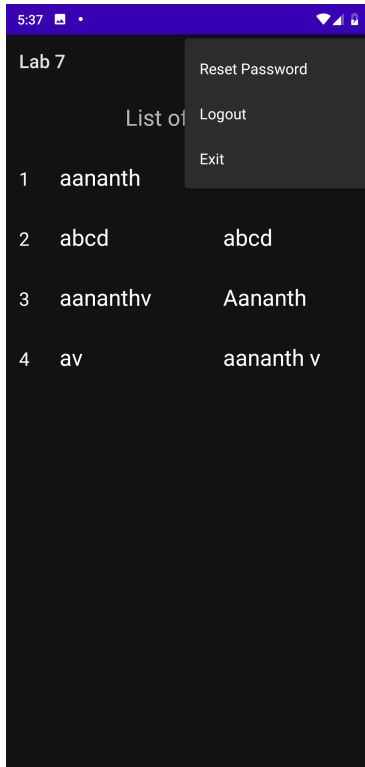 5:37
Lab 7
Reset Password
Logout
Exit
List of
1 aananth
2 abcd abcd
3 aananthv Aananth
4 av aananth v